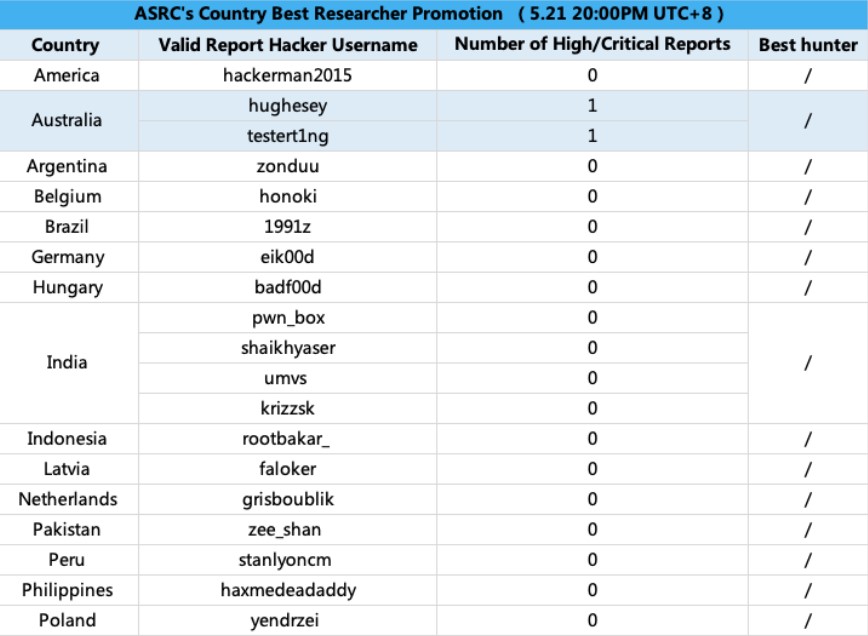 ASRC's Country Best Researcher Promotion ( 5.21 20:00PM UTC+8 )
Country Valid Report Hacker Username Number of High/Critical Reports Best hunter
America hackerman2015 0 /
Australia hughesey 1 /
testert1ng 1
Argentina zonduu 0 /
Belgium honoki 0 /
Brazil 1991z 0 /
Germany eik00d 0 /
Hungary badf00d 0 /
India pwn_box 0 /
shaikhyaser 0
umvs 0
krizzsk 0
Indonesia rootbakar_ 0 /
Latvia faloker 0 /
Netherlands grisboublik 0 /
Pakistan zee_shan 0 /
Peru stanlyoncm 0 /
Philippines haxmedeadaddy 0 /
Poland yendrzei 0 /